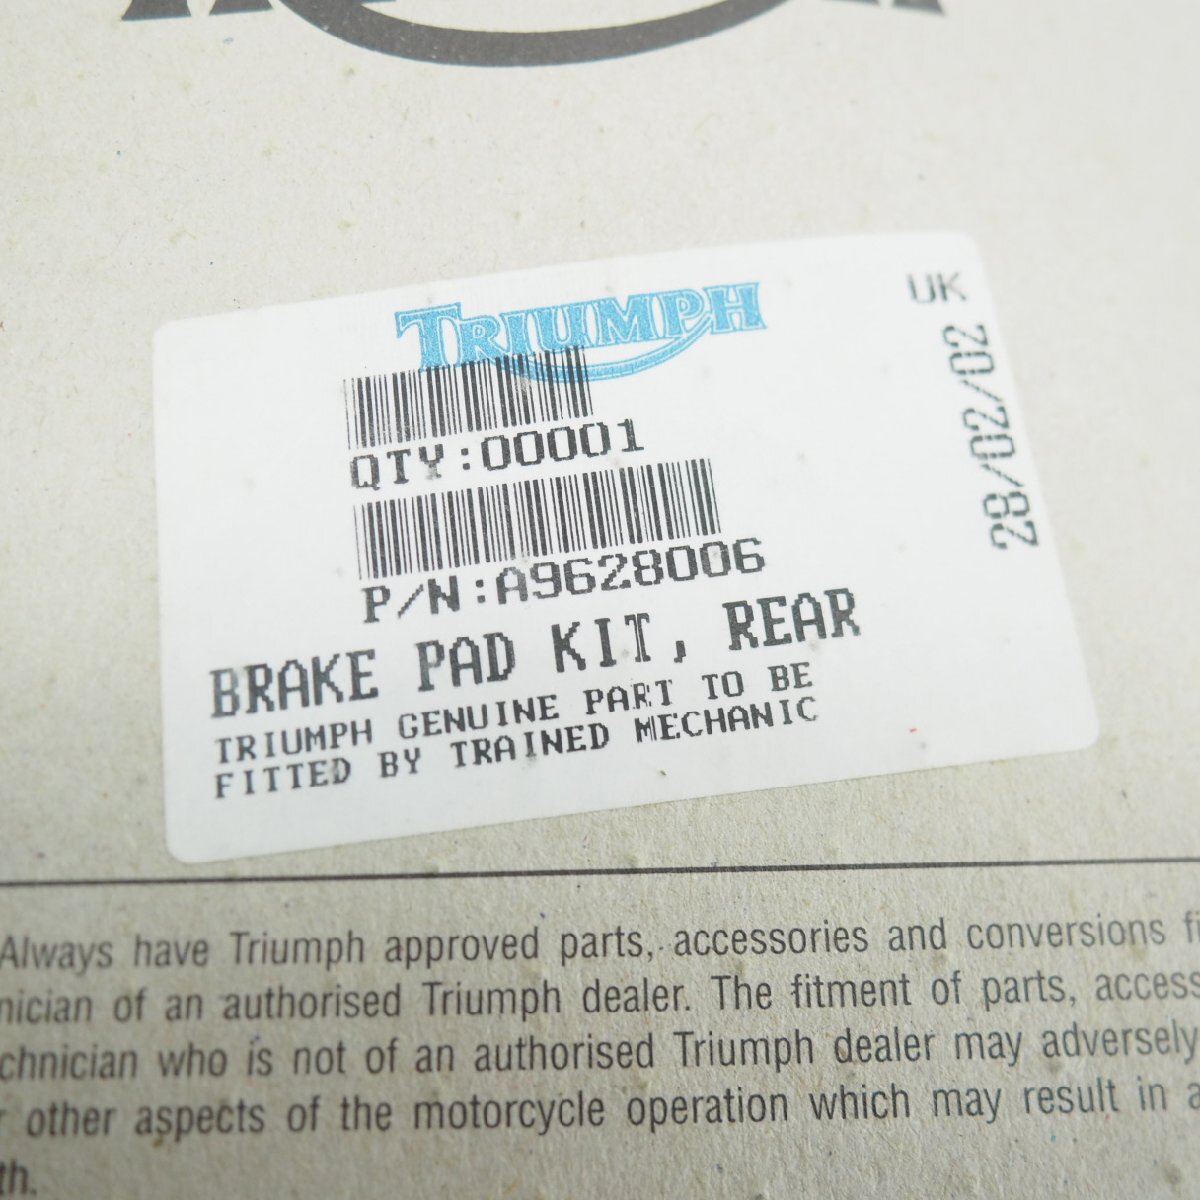 TRIUMPH
UK
28/02/02
QTY:00001
P/N:A9628006
BRAKE PAD KIT, REAR
TRIUMPH GENUINE PART TO BE
FITTED BY TRAINED MECHANIC
Always have Triumph approved parts, accessories and conversions
of an authorised Triumph dealer. The fitment of parts,
who is not of an authorised Triumph dealer may adversely
other aspects of the motorcycle operation which may result in